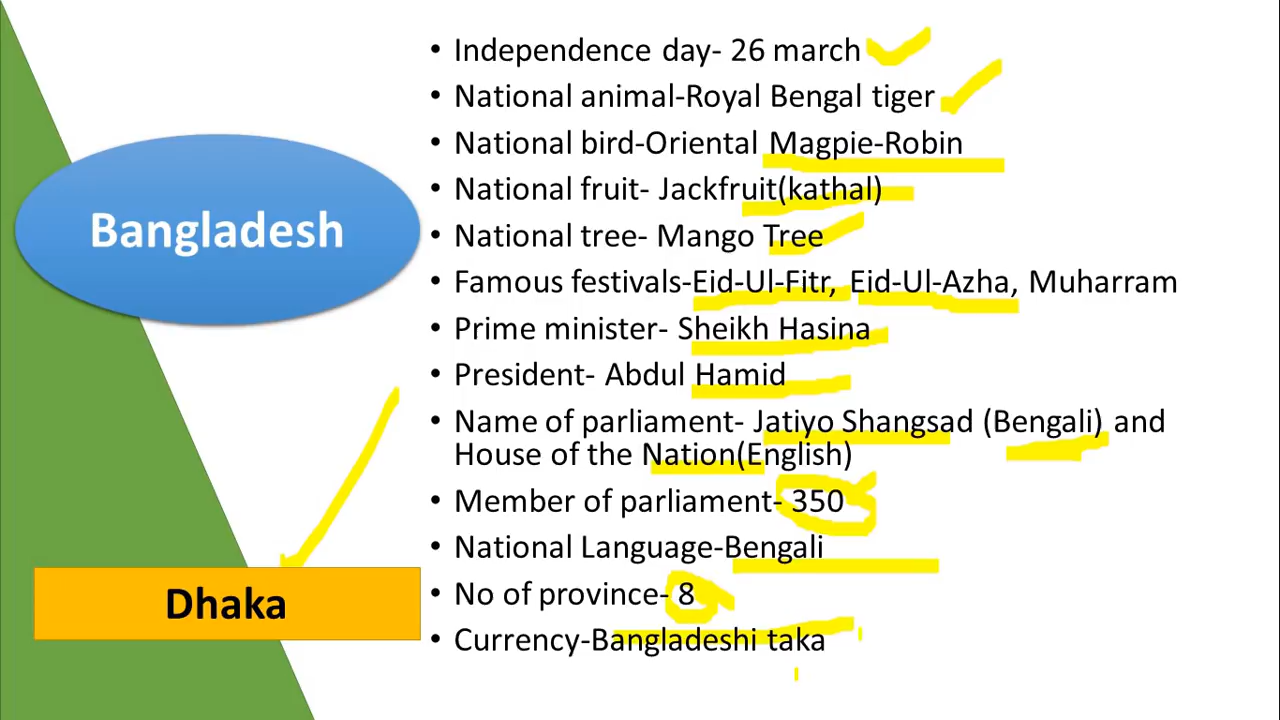 Bangladesh
Dhaka
• Independence day- 26 march
• National animal-Royal Bengal tiger
• National bird-Oriental Magpie-Robin
• National fruit- Jackfruit(kathal)
• National tree- Mango Tree
• Famous festivals-Eid-Ul-Fitr, Eid-Ul-Azha, Muharram
• Prime minister- Sheikh Hasina
• President- Abdul Hamid
• Name of parliament- Jatiyo Shangsad (Bengali) and
House of the Nation(English)
• Member of parliament- 350
• National Language-Bengali
• No of province- 8
• Currency-Bangladeshi taka